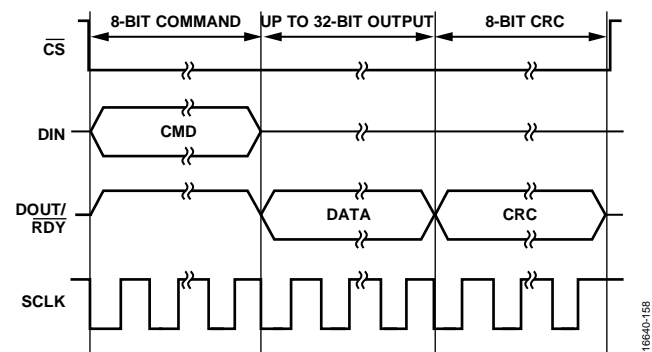 8-BIT COMMAND UP TO 32-BIT OUTPUT 8-BIT CRC
CS
DIN CMD
DOUT/
RDY DATA CRC
SCLK
16640-158